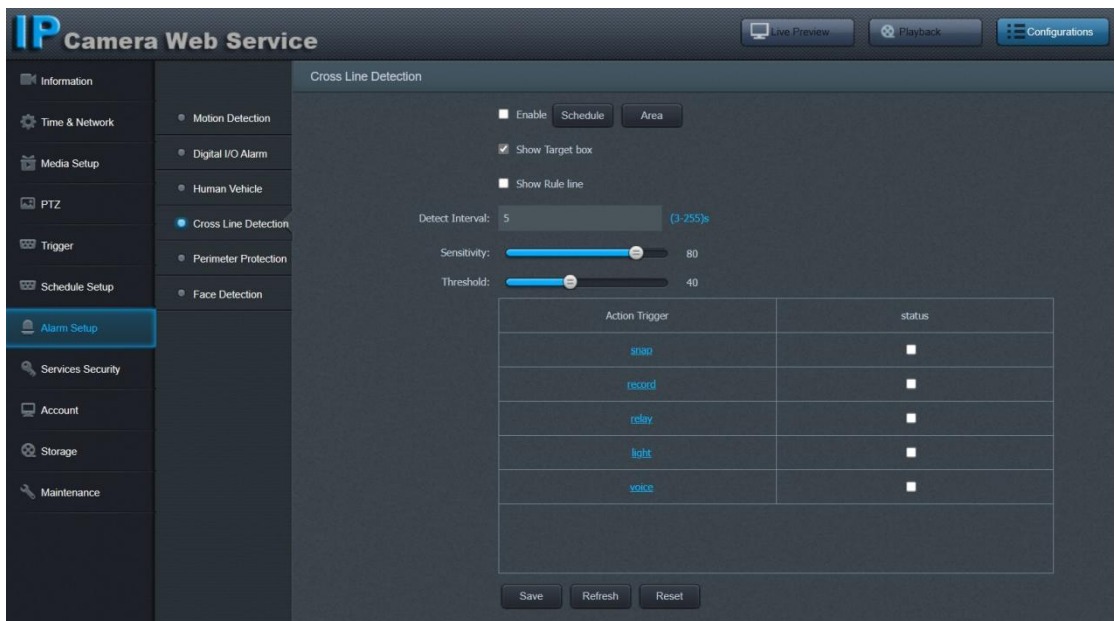 IP Camera Web Service
Live Preview
Playback
Configurations
Information
Time & Network
Media Setup
PTZ
Trigger
Schedule Setup
Alarm Setup
Services Security
Account
Storage
Maintenance
Motion Detection
Digital I/O Alarm
Human Vehicle
Cross Line Detection
Perimeter Protection
Face Detection
Cross Line Detection
Enable Schedule Area
Show Target box
Show Rule line
Detect Interval: 5 (3-255)s
Sensitivity: 80
Threshold: 40
Action Trigger status
snap
record
relay
light
voice
Save Refresh Reset